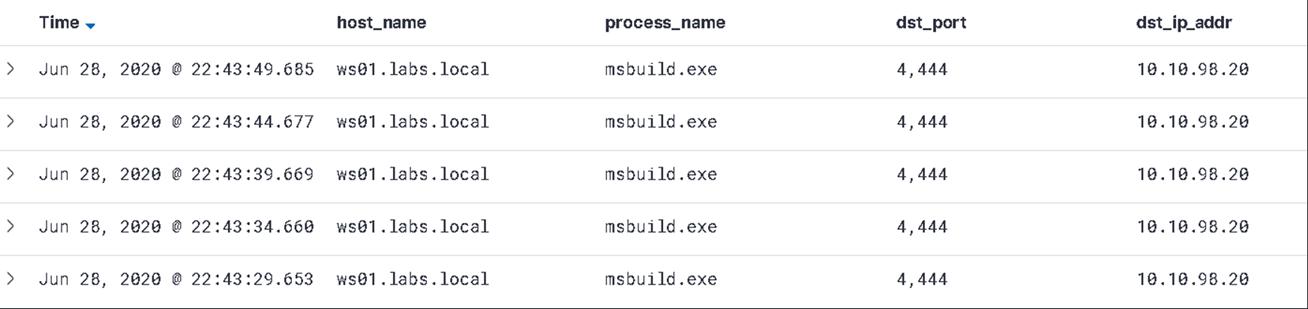 Time host_name process_name dst_port dst_ip_addr
Jun 28, 2020 @ 22:43:49.685 ws01.labs.local msbuild.exe 4,444 10.10.98.20
Jun 28, 2020 @ 22:43:44.677 ws01.labs.local msbuild.exe 4,444 10.10.98.20
Jun 28, 2020 @ 22:43:39.669 ws01.labs.local msbuild.exe 4,444 10.10.98.20
Jun 28, 2020 @ 22:43:34.660 ws01.labs.local msbuild.exe 4,444 10.10.98.20
Jun 28, 2020 @ 22:43:29.653 ws01.labs.local msbuild.exe 4,444 10.10.98.20